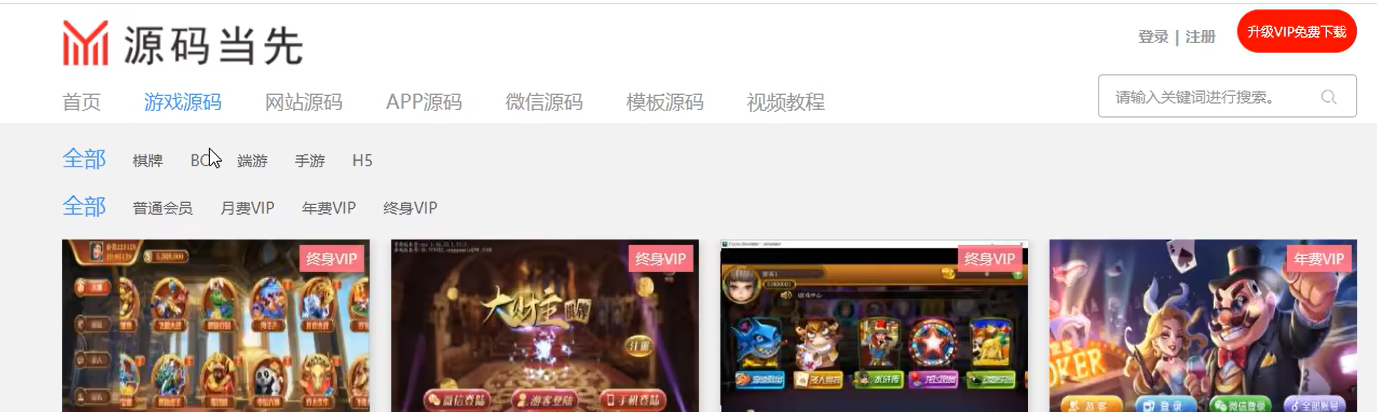 源码当先
登录 | 注册
升级VIP免费下载
首页 游戏源码 网站源码 APP源码 微信源码 模板源码 视频教程
请输入关键词进行搜索。
全部 棋牌 BC 端游 手游 H5
全部 普通会员 月费VIP 年费VIP 终身VIP
终身VIP
终身VIP
终身VIP
年费VIP
大财主
注册
微信登陆 游客登陆 手机登陆
游客 登录 微信登录 全部账号